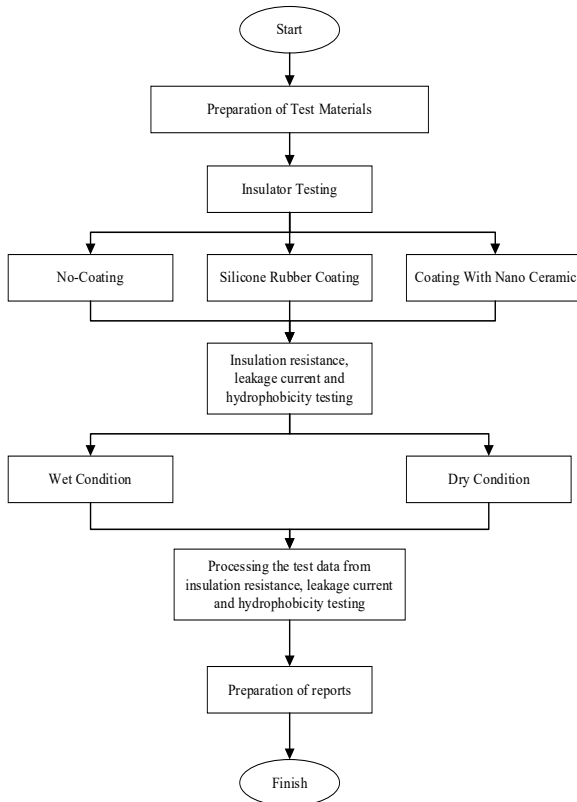 Start
Preparation of Test Materials
Insulator Testing
No-Coating
Silicone Rubber Coating
Coating With Nano Ceramic
Insulation resistance,
leakage current and
hydrophobicity testing
Wet Condition
Dry Condition
Processing the test data from
insulation resistance, leakage current
and hydrophobicity testing
Preparation of reports
Finish